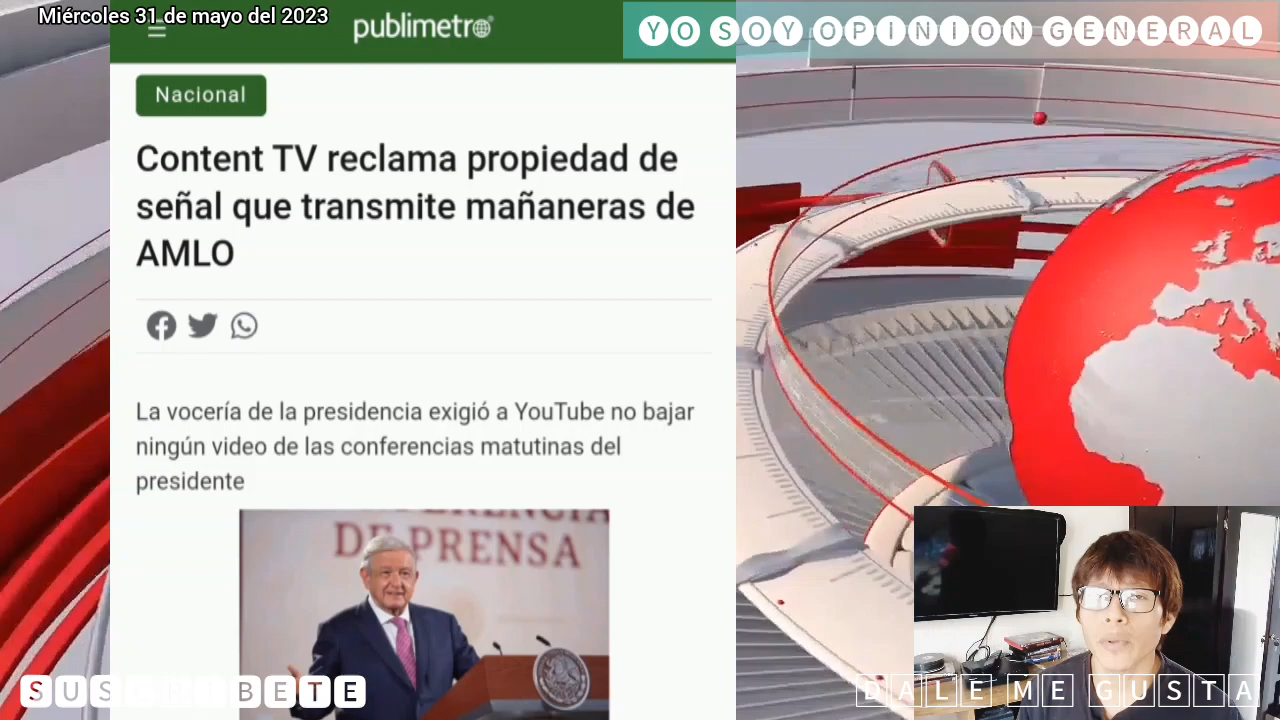 Miércoles 31 de mayo del 2023
publimetro
YO SOY OPINION GENERAL
Nacional
Content TV reclama propiedad de
señal que transmite mañaneras de
AMLO
La vocería de la presidencia exigió a YouTube no bajar
ningún video de las conferencias matutinas del
presidente
CONFERENCIA
DE PRENSA
SUSCRIBETE
DALE ME GUSTA